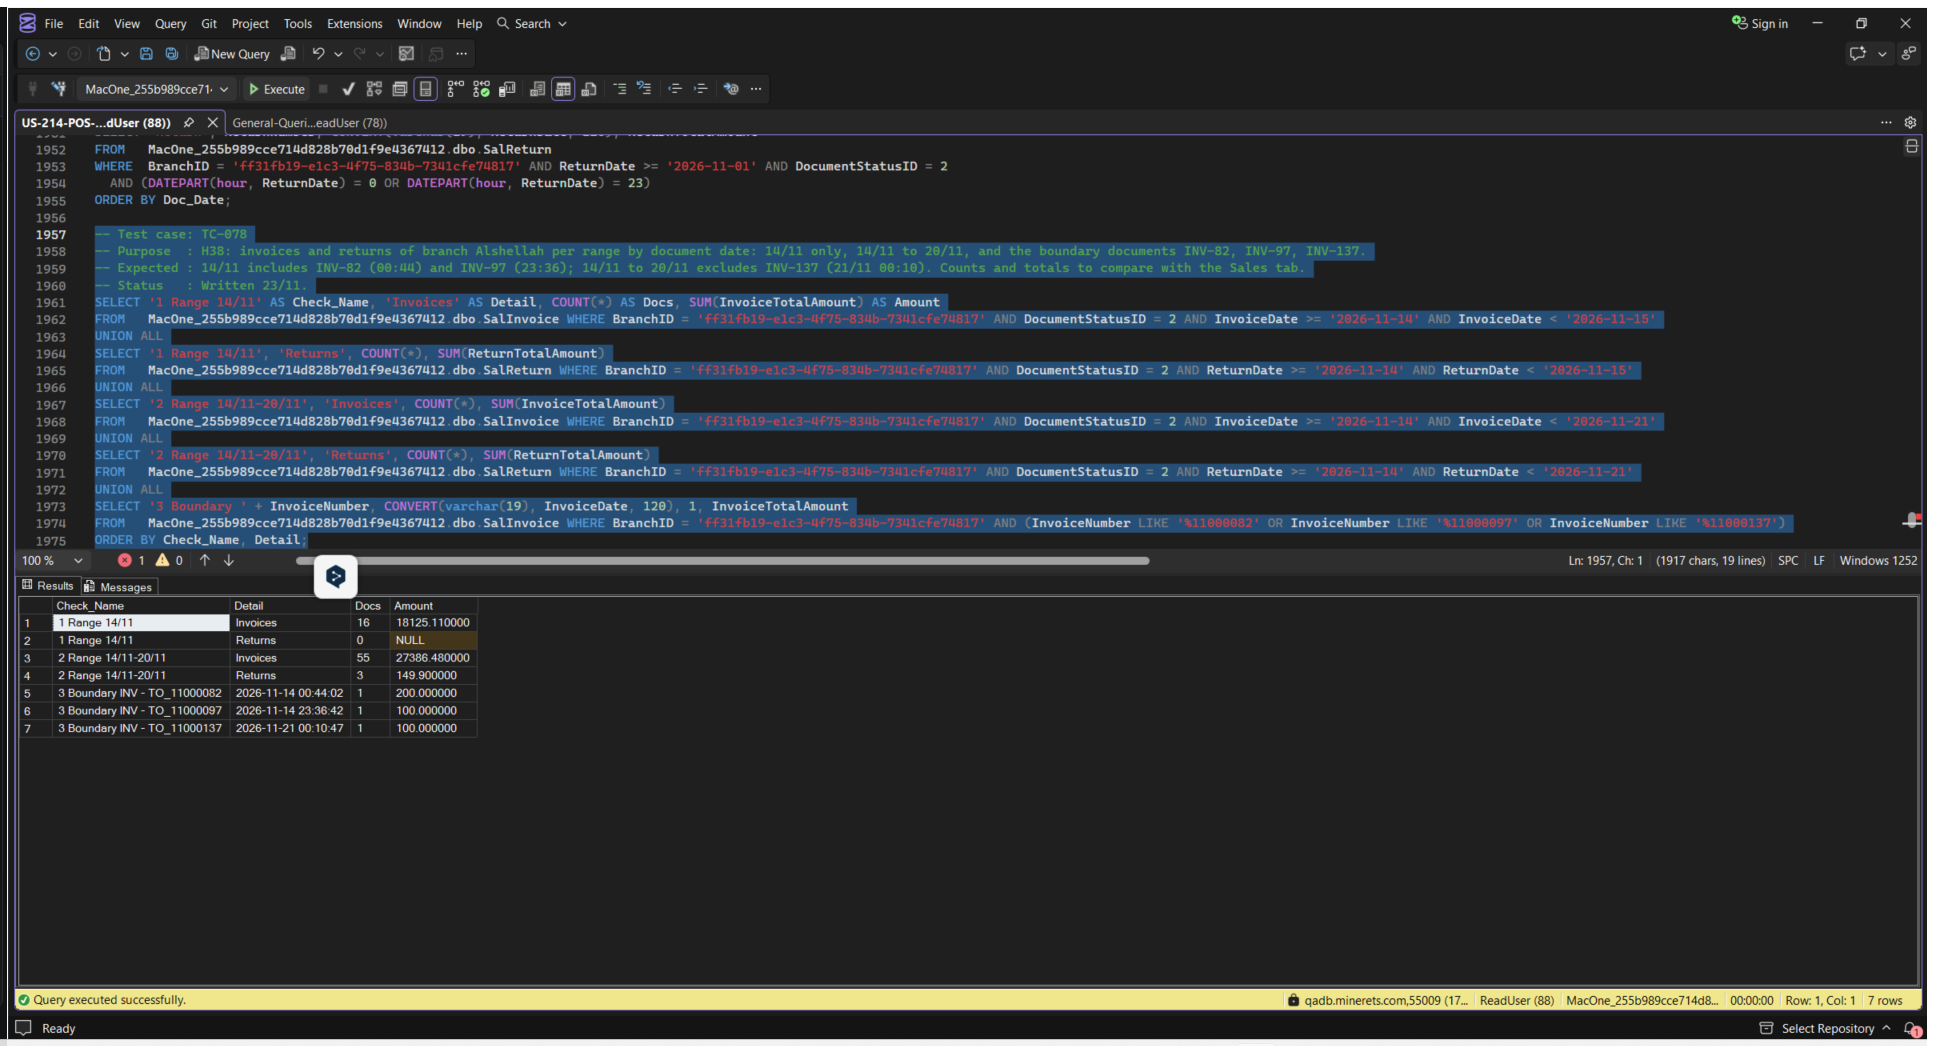 File Edit View Query Git Project Tools Extensions Window Help Search Sign in
New Query
MacOne_255b989cce71 Execute
US-214-POS-...dUser (88)) General-Queri...eadUser (78))
1952 FROM MacOne_255b989cce714d828b70d1f9e4367412.dbo.SalReturn
1953 WHERE BranchID = 'ff31fb19-e1c3-4f75-834b-7341cfe74817' AND ReturnDate >= '2026-11-01' AND DocumentStatusID = 2
1954 AND (DATEPART(hour, ReturnDate) = 0 OR DATEPART(hour, ReturnDate) = 23)
1955 ORDER BY Doc_Date;
1956
1957 -- Test case: TC-078
1958 -- Purpose : H38: invoices and returns of branch Alshellah per range by document date: 14/11 only, 14/11 to 20/11, and the boundary documents INV-82, INV-97, INV-137.
1959 -- Expected : 14/11 includes INV-82 (00:44) and INV-97 (23:36); 14/11 to 20/11 excludes INV-137 (21/11 00:10). Counts and totals to compare with the Sales tab.
1960 -- Status : Written 23/11.
1961 SELECT '1 Range 14/11' AS Check_Name, 'Invoices' AS Detail, COUNT(*) AS Docs, SUM(InvoiceTotalAmount) AS Amount
1962 FROM MacOne_255b989cce714d828b70d1f9e4367412.dbo.SalInvoice WHERE BranchID = 'ff31fb19-e1c3-4f75-834b-7341cfe74817' AND DocumentStatusID = 2 AND InvoiceDate >= '2026-11-14' AND InvoiceDate < '2026-11-15'
1963 UNION ALL
1964 SELECT '1 Range 14/11', 'Returns', COUNT(*), SUM(ReturnTotalAmount)
1965 FROM MacOne_255b989cce714d828b70d1f9e4367412.dbo.SalReturn WHERE BranchID = 'ff31fb19-e1c3-4f75-834b-7341cfe74817' AND DocumentStatusID = 2 AND ReturnDate >= '2026-11-14' AND ReturnDate < '2026-11-15'
1966 UNION ALL
1967 SELECT '2 Range 14/11-20/11', 'Invoices', COUNT(*), SUM(InvoiceTotalAmount)
1968 FROM MacOne_255b989cce714d828b70d1f9e4367412.dbo.SalInvoice WHERE BranchID = 'ff31fb19-e1c3-4f75-834b-7341cfe74817' AND DocumentStatusID = 2 AND InvoiceDate >= '2026-11-14' AND InvoiceDate < '2026-11-21'
1969 UNION ALL
1970 SELECT '2 Range 14/11-20/11', 'Returns', COUNT(*), SUM(ReturnTotalAmount)
1971 FROM MacOne_255b989cce714d828b70d1f9e4367412.dbo.SalReturn WHERE BranchID = 'ff31fb19-e1c3-4f75-834b-7341cfe74817' AND DocumentStatusID = 2 AND ReturnDate >= '2026-11-14' AND ReturnDate < '2026-11-21'
1972 UNION ALL
1973 SELECT '3 Boundary ' + InvoiceNumber, CONVERT(varchar(19), InvoiceDate, 120), 1, InvoiceTotalAmount
1974 FROM MacOne_255b989cce714d828b70d1f9e4367412.dbo.SalInvoice WHERE BranchID = 'ff31fb19-e1c3-4f75-834b-7341cfe74817' AND (InvoiceNumber LIKE '%11000082' OR InvoiceNumber LIKE '%11000097' OR InvoiceNumber LIKE '%11000137')
1975 ORDER BY Check_Name, Detail;
100 % 1 0 Ln: 1957, Ch: 1 (1917 chars, 19 lines) SPC LF Windows 1252
Results Messages
Check_Name Detail Docs Amount
1 1 Range 14/11 Invoices 16 18125.110000
2 1 Range 14/11 Returns 0 NULL
3 2 Range 14/11-20/11 Invoices 55 27386.480000
4 2 Range 14/11-20/11 Returns 3 149.900000
5 3 Boundary INV - TO_11000082 2026-11-14 00:44:02 1 200.000000
6 3 Boundary INV - TO_11000097 2026-11-14 23:36:42 1 100.000000
7 3 Boundary INV - TO_11000137 2026-11-21 00:10:47 1 100.000000
Query executed successfully. qadb.minerets.com,55009 (17... ReadUser (88) MacOne_255b989cce714d8... 00:00:00 Row: 1, Col: 1 7 rows
Ready Select Repository 1